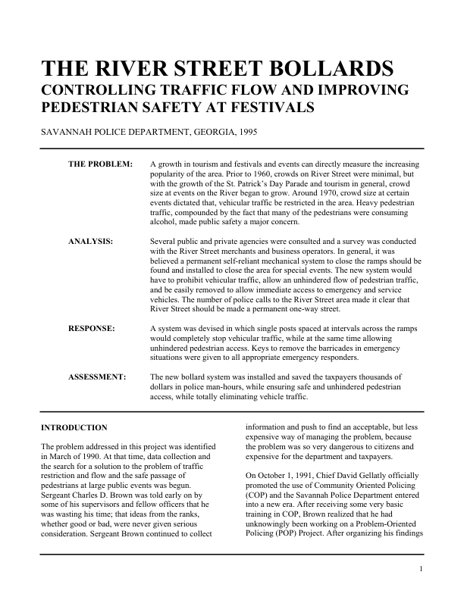 THE RIVER STREET BOLLARDS
CONTROLLING TRAFFIC FLOW AND IMPROVING
PEDESTRIAN SAFETY AT FESTIVALS
SAVANNAH POLICE DEPARTMENT, GEORGIA, 1995
THE PROBLEM: A growth in tourism and festivals and events can directly measure the increasing
popularity of the area. Prior to 1960, crowds on River Street were minimal, but
with the growth of the St. Patrick's Day Parade and tourism in general, crowd
size at events on the River began to grow. Around 1970, crowd size at certain
events dictated that, vehicular traffic be restricted in the area. Heavy pedestrian
traffic, compounded by the fact that many of the pedestrians were consuming
alcohol, made public safety a major concern.
ANALYSIS: Several public and private agencies were consulted and a survey was conducted
with the River Street merchants and business operators. In general, it was
believed a permanent self-reliant mechanical system to close the ramps should be
found and installed to close the area for special events. The new system would
have to prohibit vehicular traffic, allow an unhindered flow of pedestrian traffic,
and be easily removed to allow immediate access to emergency and service
vehicles. The number of police calls to the River Street area made it clear that
River Street should be made a permanent one-way street.
RESPONSE: A system was devised in which single posts spaced at intervals across the ramps
would completely stop vehicular traffic, while at the same time allowing
unhindered pedestrian access. Keys to remove the barricades in emergency
situations were given to all appropriate emergency responders.
ASSESSMENT: The new bollard system was installed and saved the taxpayers thousands of
dollars in police man-hours, while ensuring safe and unhindered pedestrian
access, while totally eliminating vehicle traffic.
INTRODUCTION
The problem addressed in this project was identified
in March of 1990. At that time, data collection and
the search for a solution to the problem of traffic
restriction and flow and the safe passage of
pedestrians at large public events was begun.
Sergeant Charles D. Brown was told early on by
some of his supervisors and fellow officers that he
was wasting his time; that ideas from the ranks,
whether good or bad, were never given serious
consideration. Sergeant Brown continued to collect
information and push to find an acceptable, but less
expensive way of managing the problem, because
the problem was so very dangerous to citizens and
expensive for the department and taxpayers.
On October 1, 1991, Chief David Gellatly officially
promoted the use of Community Oriented Policing
(COP) and the Savannah Police Department entered
into a new era. After receiving some very basic
training in COP, Brown realized that he had
unknowingly been working on a Problem-Oriented
Policing (POP) Project. After organizing his findings
1